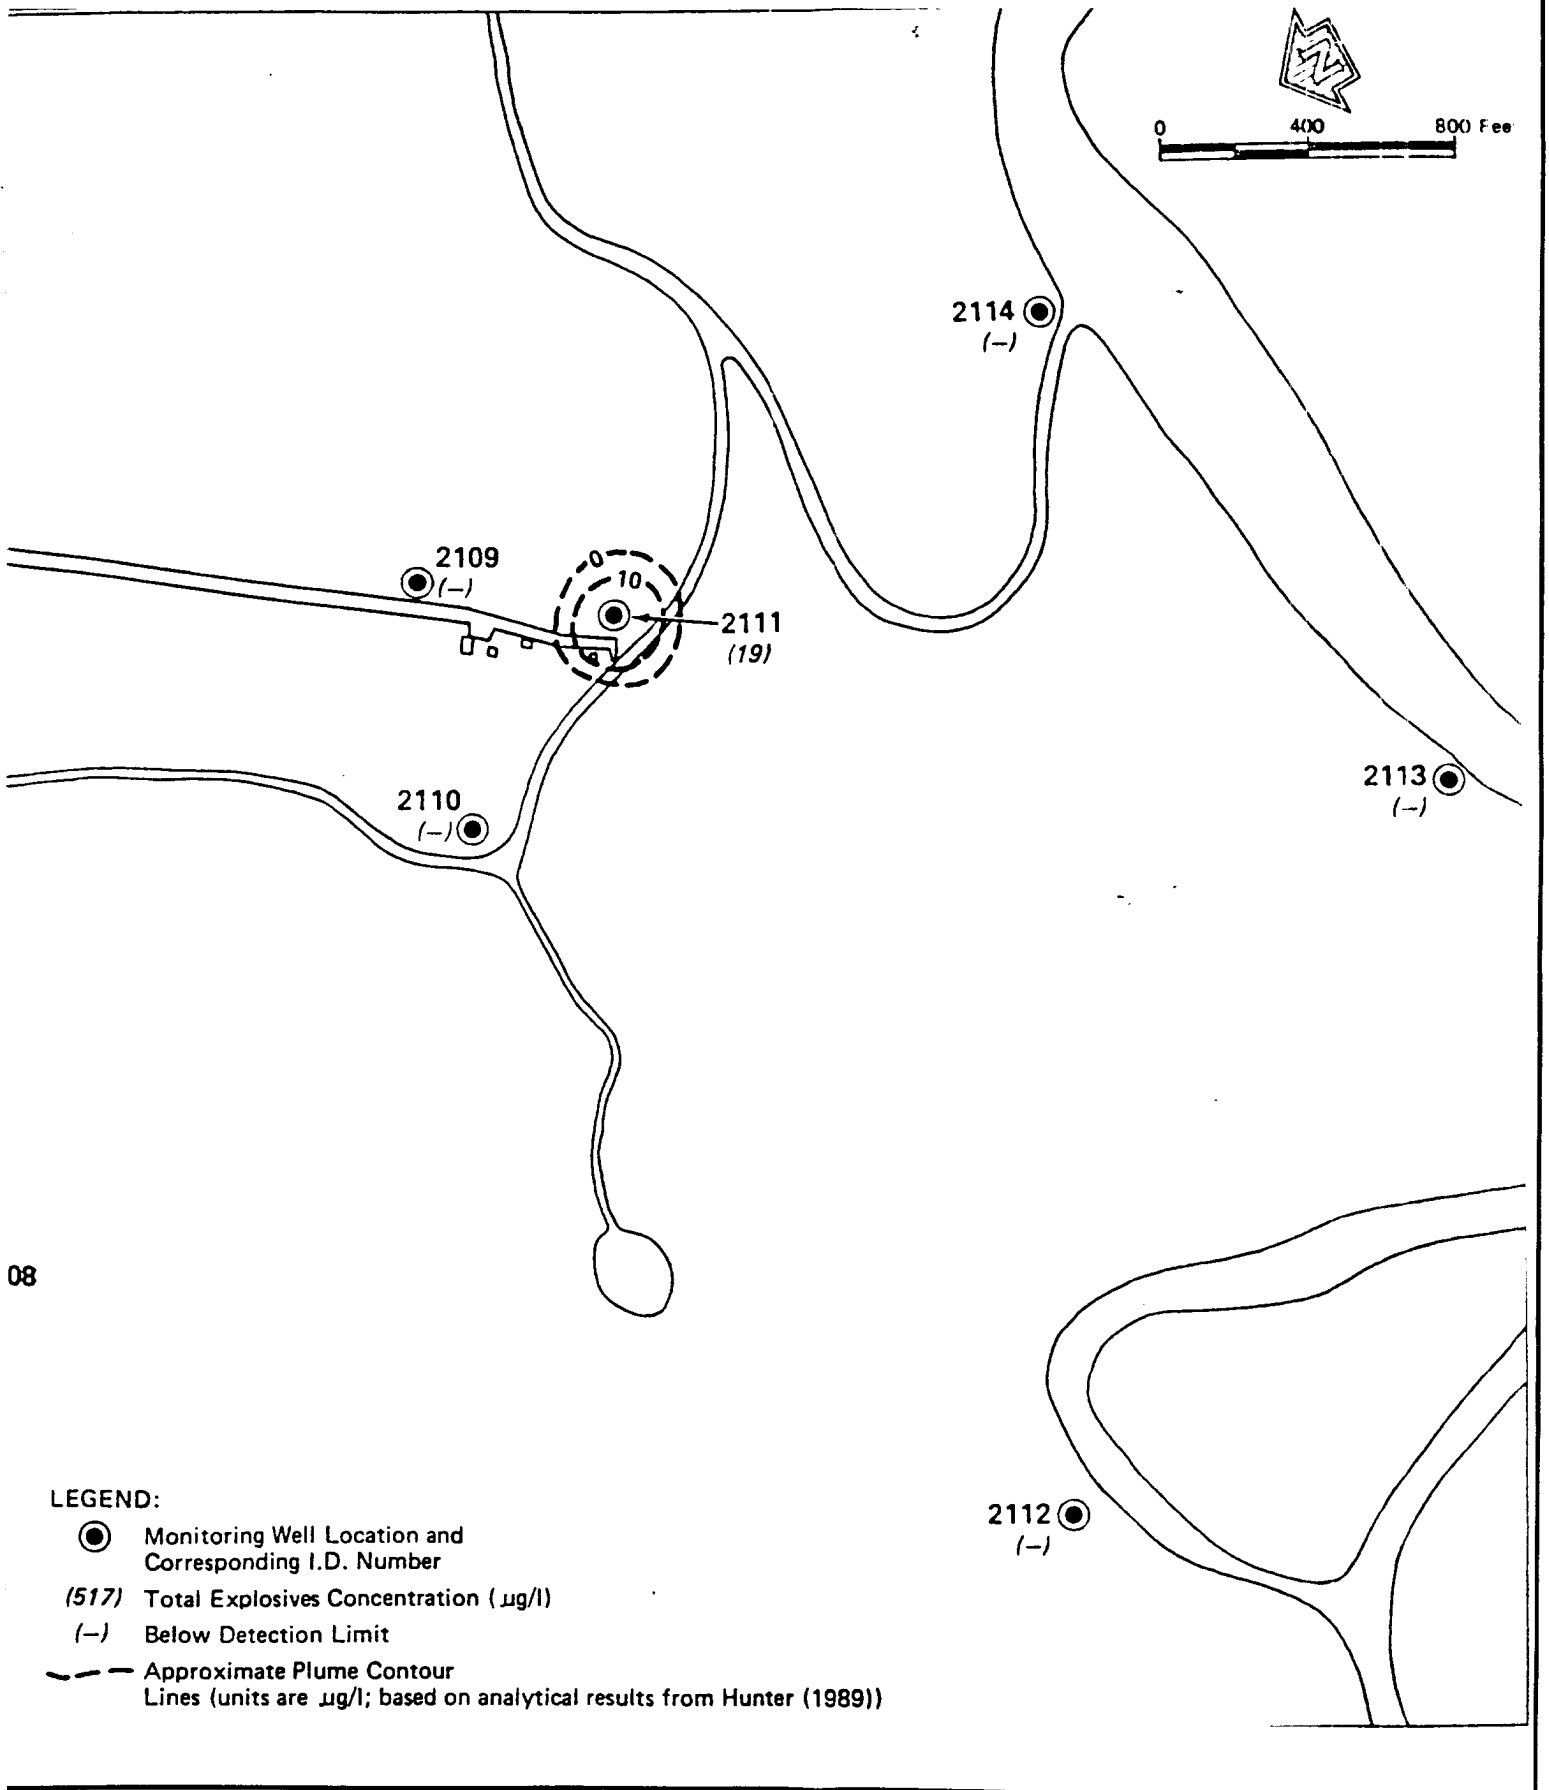 N
0 400 800 Fee
2114
(–)
2109
(–)
0
10
2111
(19)
2113
(–)
2110
(–)
08
2112
(–)
LEGEND:
Monitoring Well Location and
Corresponding I.D. Number
(517) Total Explosives Concentration (µg/l)
(–) Below Detection Limit
Approximate Plume Contour
Lines (units are µg/l; based on analytical results from Hunter (1989))